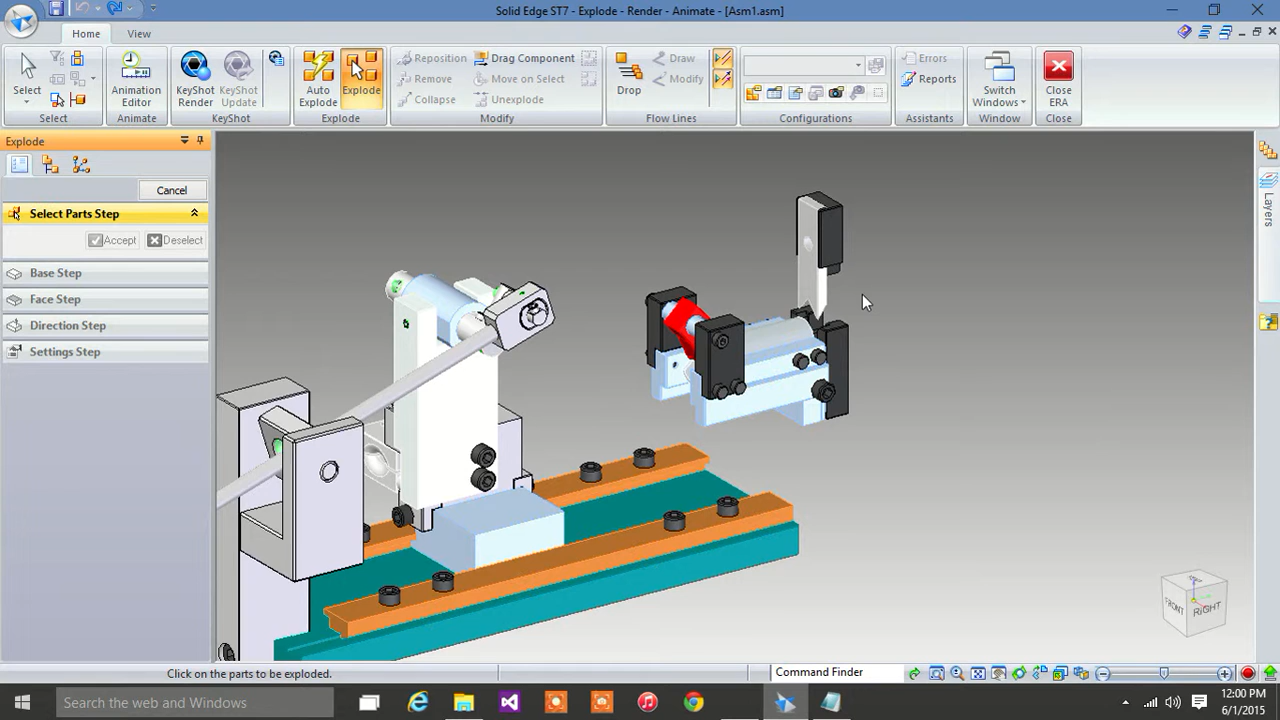 Solid Edge ST7 - Explode - Render - Animate - [Asm1.asm]
Home
View
Select
Animation Editor
KeyShot Render
KeyShot Update
Auto Explode
Explode
Reposition
Remove
Collapse
Drag Component
Move on Select
Unexplode
Drop
Draw
Modify
Errors
Reports
Switch Windows
Close ERA
Select
Animate
KeyShot
Explode
Modify
Flow Lines
Configurations
Assistants
Window
Close
Explode
Cancel
Select Parts Step
Accept
Deselect
Base Step
Face Step
Direction Step
Settings Step
Layers
FRONT
RIGHT
Click on the parts to be exploded.
Command Finder
Search the web and Windows
12:00 PM
6/1/2015